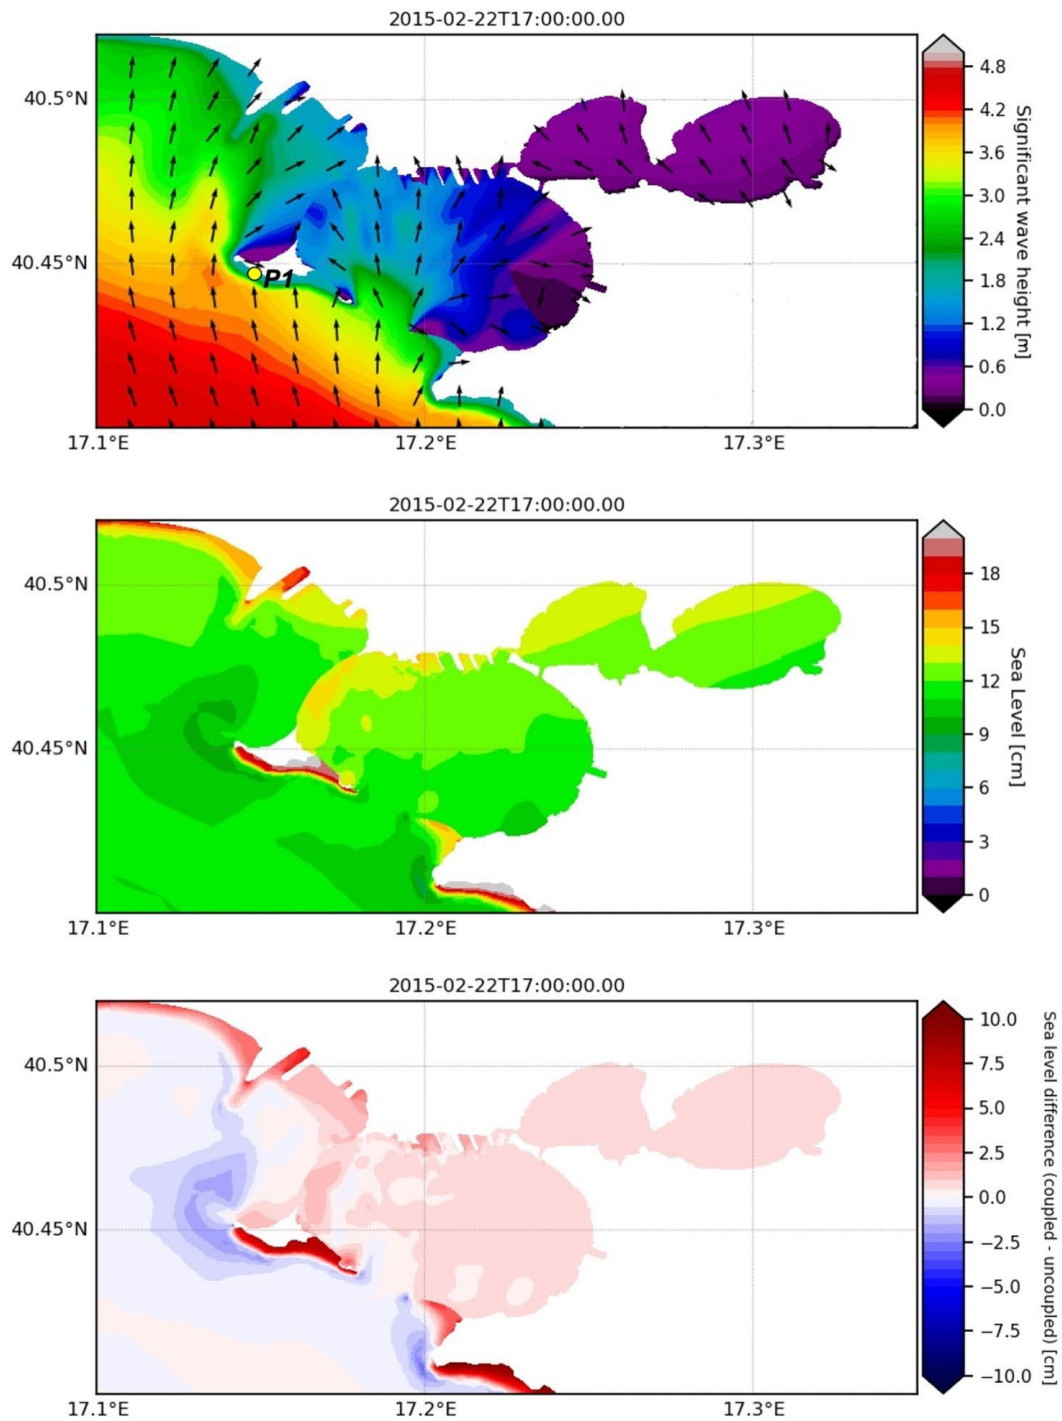 2015-02-22T17:00:00.00
40.5°N
40.45°N
P1
17.1°E
17.2°E
17.3°E
4.8
4.2
3.6
3.0
2.4
1.8
1.2
0.6
0.0
Significant wave height [m]
2015-02-22T17:00:00.00
40.5°N
40.45°N
17.1°E
17.2°E
17.3°E
18
15
12
9
6
3
0
Sea Level [cm]
2015-02-22T17:00:00.00
40.5°N
40.45°N
17.1°E
17.2°E
17.3°E
10.0
7.5
5.0
2.5
0.0
−2.5
−5.0
−7.5
−10.0
Sea level difference (coupled - uncoupled) [cm]